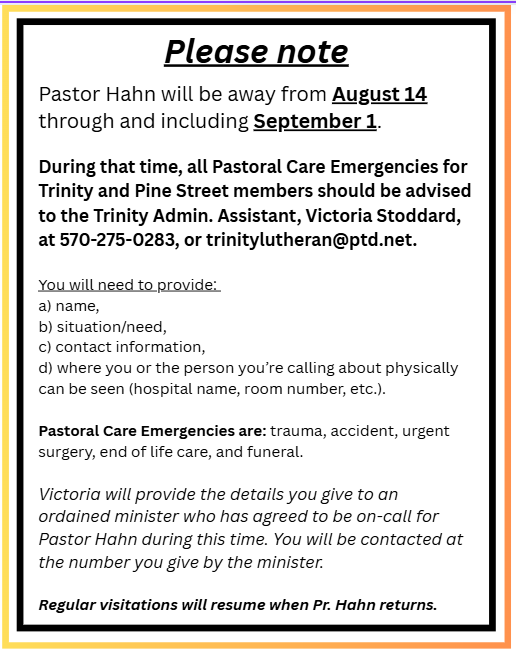 Please note
Pastor Hahn will be away from August 14
through and including September 1.
During that time, all Pastoral Care Emergencies for
Trinity and Pine Street members should be advised
to the Trinity Admin. Assistant, Victoria Stoddard,
at 570-275-0283, or trinitylutheran@ptd.net.
You will need to provide:
a) name,
b) situation/need,
c) contact information,
d) where you or the person you’re calling about physically
can be seen (hospital name, room number, etc.).
Pastoral Care Emergencies are: trauma, accident, urgent
surgery, end of life care, and funeral.
Victoria will provide the details you give to an
ordained minister who has agreed to be on-call for
Pastor Hahn during this time. You will be contacted at
the number you give by the minister.
Regular visitations will resume when Pr. Hahn returns.